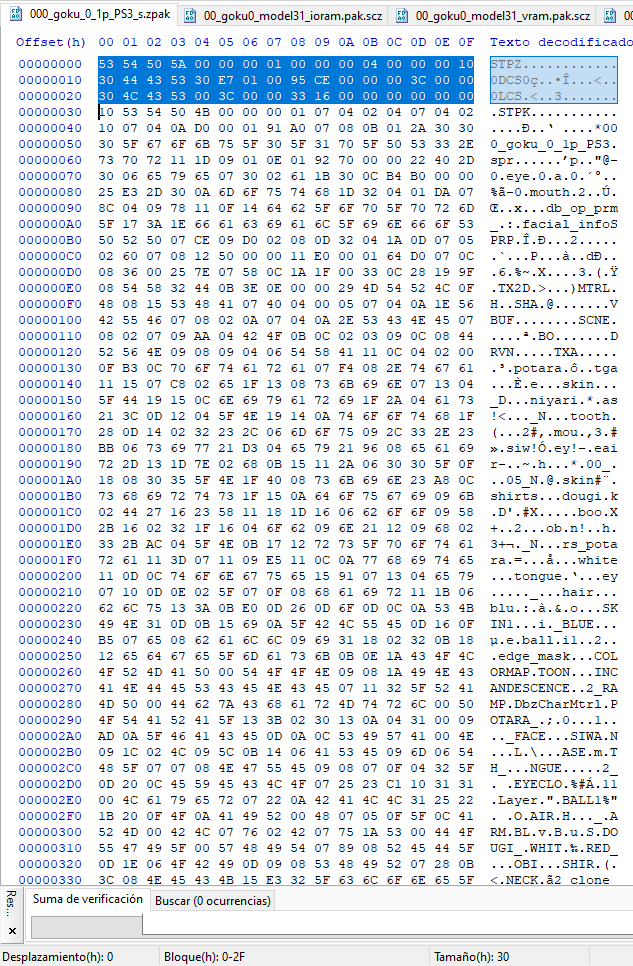 000_goku_0_1p_PS3_s.zpak 00_goku0_model31_ioram.pak.scz 00_goku0_model31_vram.pak.scz 00
Offset(h) 00 01 02 03 04 05 06 07 08 09 0A 0B 0C 0D 0E 0F Texto decodificado
00000000 53 54 50 5A 00 00 00 01 00 00 00 04 00 00 00 10 STPZ............
00000010 30 44 43 53 30 E7 01 00 95 CE 00 00 00 3C 00 00 0DCS0ç..•Î...<..
00000020 30 4C 43 53 00 3C 00 00 33 16 00 00 00 00 00 00 0LCS.<..3.......
00000030 10 53 54 50 4B 00 00 00 01 07 04 02 04 07 04 02 .STPK...........
00000040 10 07 04 0A D0 00 01 91 A0 07 08 0B 01 2A 30 30 ....Ð..‘ ....*00
00000050 30 5F 67 6F 6B 75 5F 30 5F 31 70 5F 50 53 33 2E 0_goku_0_1p_PS3.
00000060 73 70 72 11 1D 09 01 0E 01 92 70 00 00 22 40 2D spr......’p.."@-
00000070 30 06 65 79 65 07 30 02 61 1B 30 0C B4 B0 00 00 0.eye.0.a.0.´°..
00000080 25 E3 2D 30 0A 6D 6F 75 74 68 1D 32 04 01 DA 07 %ã-0.mouth.2..Ú.
00000090 8C 04 09 78 11 0F 14 64 62 5F 6F 70 5F 70 72 6D Œ..x...db_op_prm
000000A0 5F 17 3A 1E 66 61 63 69 61 6C 5F 69 6E 66 6F 53 _.:.facial_infoS
000000B0 50 52 50 07 CE 09 D0 02 08 0D 32 04 1A 0D 07 05 PRP.Î.Ð...2.....
000000C0 02 60 07 08 12 50 00 00 11 E0 00 01 64 D0 07 0C .`...P...à..dÐ..
000000D0 08 36 00 25 7E 07 58 0C 1A 1F 00 33 0C 28 19 9F .6.%~.X....3.(.Ÿ
000000E0 08 54 58 32 44 0B 3E 0E 00 00 29 4D 54 52 4C 0F .TX2D.>...)MTRL.
000000F0 48 08 15 53 48 41 07 40 04 00 05 07 04 0A 1E 56 H..SHA.@.......V
00000100 42 55 46 07 08 02 0A 07 04 0A 2E 53 43 4E 45 07 BUF........SCNE.
00000110 08 02 07 09 AA 04 42 4F 0B 0C 02 03 09 0C 08 44 ....ª.BO.......D
00000120 52 56 4E 09 08 09 04 06 54 58 41 11 0C 04 02 00 RVN.....TXA.....
00000130 0F B3 0C 70 6F 74 61 72 61 07 F4 08 2E 74 67 61 .³.potara.ô..tga
00000140 11 15 07 C8 02 65 1F 13 08 73 6B 69 6E 07 13 04 ...È.e...skin...
00000150 5F 44 19 15 0C 6E 69 79 61 72 69 1F 2A 04 61 73 _D...niyari.*.as
00000160 21 3C 0D 12 04 5F 4E 19 14 0A 74 6F 6F 74 68 1F !<..._N...tooth.
00000170 28 0D 14 02 32 23 2C 06 6D 6F 75 09 2C 33 2E 23 (...2#,.mou.,3.#
00000180 BB 06 73 69 77 21 D3 04 65 79 21 96 08 65 61 69 ».siw!Ó.ey!–.eai
00000190 72 2D 13 1D 7E 02 68 0B 15 11 2A 06 30 30 5F 0F r-..~.h...*.00_.
000001A0 18 08 30 35 5F 4E 1F 40 08 73 6B 69 6E 23 A8 0C ..05_N.@.skin#¨.
000001B0 73 68 69 72 74 73 1F 15 0A 64 6F 75 67 69 09 6B shirts...dougi.k
000001C0 02 44 27 16 23 58 11 18 1D 16 06 62 6F 6F 09 58 .D'.#X.....boo.X
000001D0 2B 16 02 32 1F 16 04 6F 62 09 6E 21 12 09 68 02 +..2...ob.n!..h.
000001E0 33 2B AC 04 5F 4E 0B 17 12 72 73 5F 70 6F 74 61 3+¬._N...rs_pota
000001F0 72 61 11 3D 07 11 09 E5 11 0C 0A 77 68 69 74 65 ra.=...å...white
00000200 11 0D 0C 74 6F 6E 67 75 65 15 91 07 13 04 65 79 ...tongue.‘...ey
00000210 07 10 0D 0E 02 5F 07 0F 08 68 61 69 72 11 1B 06 ....._...hair...
00000220 62 6C 75 13 3A 0B E0 0D 26 0D 6F 0D 0C 0A 53 4B blu.:.à.&.o...SK
00000230 49 4E 31 0D 0B 15 69 0A 5F 42 4C 55 45 0D 16 0F IN1...i._BLUE...
00000240 B5 07 65 08 62 61 6C 6C 09 69 31 18 02 32 0B 18 µ.e.ball.i1..2..
00000250 12 65 64 67 65 5F 6D 61 73 6B 0B 0E 1A 43 4F 4C .edge_mask...COL
00000260 4F 52 4D 41 50 00 54 4F 4F 4E 09 08 1A 49 4E 43 ORMAP.TOON...INC
00000270 41 4E 44 45 53 43 45 4E 43 45 07 11 32 5F 52 41 ANDESCENCE..2_RA
00000280 4D 50 00 44 62 7A 43 68 61 72 4D 74 72 6C 00 50 MP.DbzCharMtrl.P
00000290 4F 54 41 52 41 5F 13 3B 02 30 13 0A 04 31 00 09 OTARA_.;.0...1..
000002A0 AD 0A 5F 46 41 43 45 0D 0A 0C 53 49 57 41 00 4E .._FACE...SIWA.N
000002B0 09 1C 02 4C 09 5C 0B 14 06 41 53 45 09 6D 06 54 ...L.\...ASE.m.T
000002C0 48 5F 07 07 08 4E 47 55 45 09 08 07 0F 04 32 5F H_...NGUE.....2_
000002D0 0D 20 0C 45 59 45 43 4C 4F 07 25 23 C1 10 31 31 . .EYECLO.%#Á.11
000002E0 00 4C 61 79 65 72 07 22 0A 42 41 4C 4C 31 25 22 .Layer.".BALL1%"
000002F0 1B 20 0F 4F 0A 41 49 52 00 48 07 05 0F 5F 0C 41 . .O.AIR.H..._.A
00000300 52 4D 00 42 4C 07 76 02 42 07 75 1A 53 00 44 4F RM.BL.v.B.u.S.DO
00000310 55 47 49 5F 00 57 48 49 54 07 89 08 52 45 44 5F UGI_.WHIT.‰.RED_
00000320 0D 1E 06 4F 42 49 0D 09 08 53 48 49 52 07 28 0B ...OBI...SHIR.(.
00000330 3C 08 4E 45 43 4B 15 E3 32 5F 63 6C 6F 6E 65 5F <.NECK.ã2_clone_
Res...
Suma de verificación Buscar (0 ocurrencias)
Desplazamiento(h): 0 Bloque(h): 0-2F Tamaño(h): 30